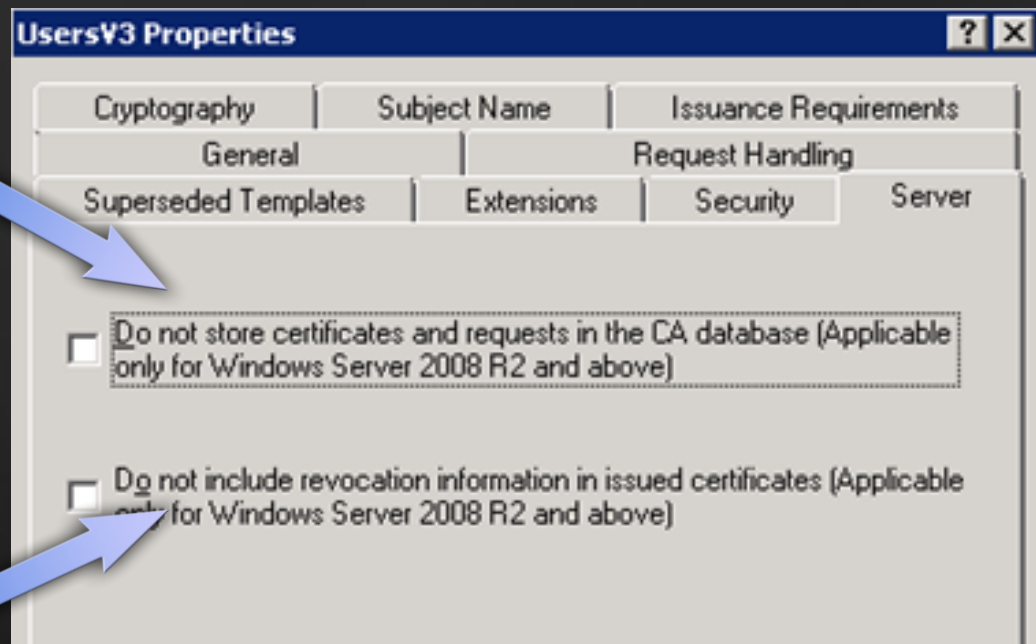 UsersV3 Properties
Cryptography
Subject Name
Issuance Requirements
General
Request Handling
Superseded Templates
Extensions
Security
Server
Do not store certificates and requests in the CA database (Applicable
only for Windows Server 2008 R2 and above)
Do not include revocation information in issued certificates (Applicable
only for Windows Server 2008 R2 and above)